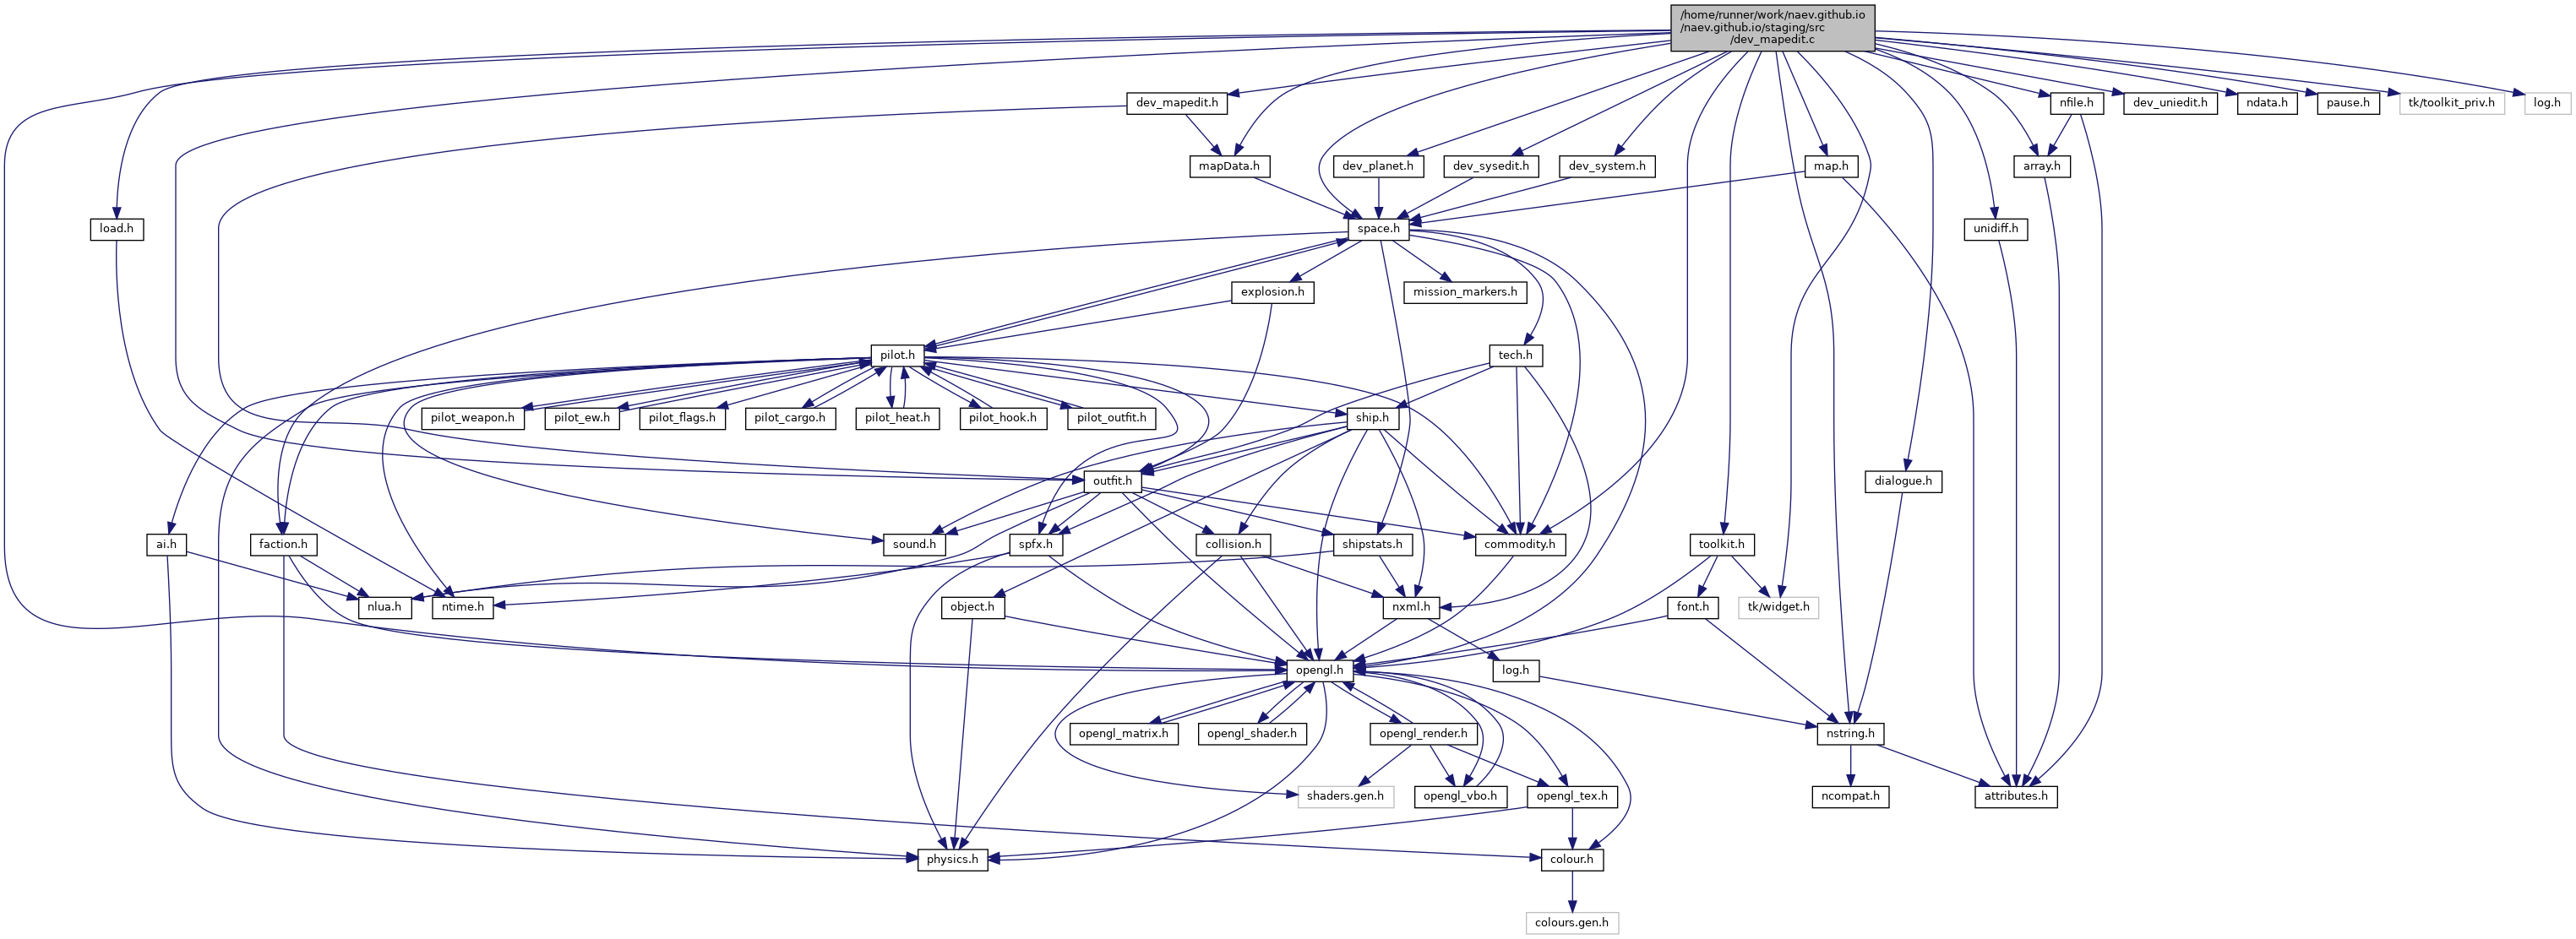 /home/runner/work/naev.github.io
/naev.github.io/staging/src
/dev_mapedit.c
dev_mapedit.h
nfile.h
dev_uniedit.h
ndata.h
pause.h
tk/toolkit_priv.h
log.h
mapData.h
dev_planet.h
dev_sysedit.h
dev_system.h
map.h
array.h
load.h
space.h
unidiff.h
explosion.h
mission_markers.h
pilot.h
tech.h
pilot_weapon.h
pilot_ew.h
pilot_flags.h
pilot_cargo.h
pilot_heat.h
pilot_hook.h
pilot_outfit.h
ship.h
outfit.h
dialogue.h
ai.h
faction.h
sound.h
spfx.h
collision.h
shipstats.h
commodity.h
toolkit.h
nlua.h
ntime.h
object.h
nxml.h
font.h
tk/widget.h
opengl.h
log.h
opengl_matrix.h
opengl_shader.h
opengl_render.h
nstring.h
shaders.gen.h
opengl_vbo.h
opengl_tex.h
ncompat.h
attributes.h
physics.h
colour.h
colours.gen.h